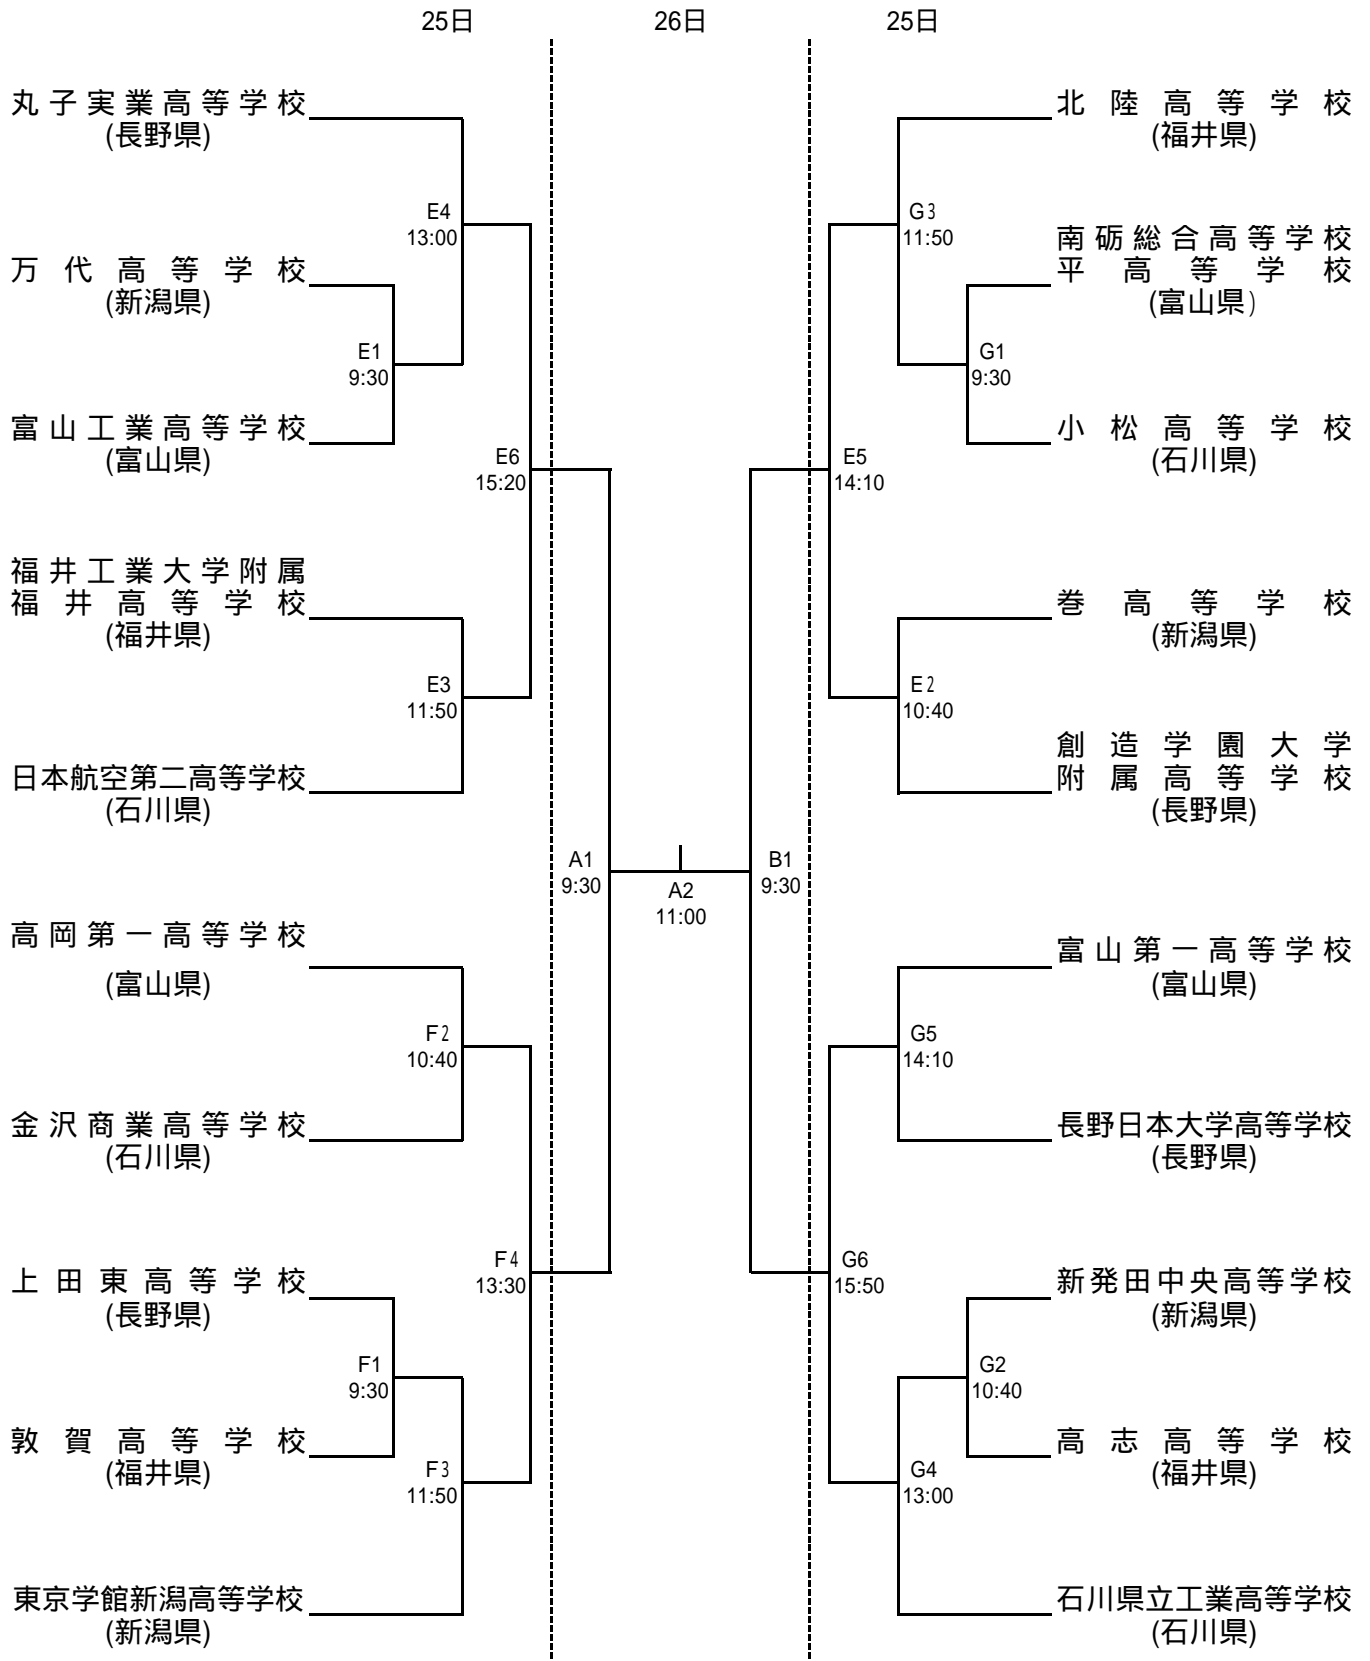 25日
26日
25日
丸子実業高等学校
(長野県)
E4
13:00
万代高等学校
(新潟県)
E1
9:30
富山工業高等学校
(富山県)
E6
15:20
福井工業大学附属
福井高等学校
(福井県)
E3
11:50
日本航空第二高等学校
(石川県)
A1
9:30
高岡第一高等学校
(富山県)
F2
10:40
金沢商業高等学校
(石川県)
F4
13:30
上田東高等学校
(長野県)
F1
9:30
敦賀高等学校
(福井県)
F3
11:50
東京学館新潟高等学校
(新潟県)
A2
11:00
北陸高等学校
(福井県)
G3
11:50
南砺総合高等学校
平高等学校
(富山県)
G1
9:30
小松高等学校
(石川県)
E5
14:10
巻高等学校
(新潟県)
E2
10:40
創造学園大学
附属高等学校
(長野県)
B1
9:30
富山第一高等学校
(富山県)
G5
14:10
長野日本大学高等学校
(長野県)
G6
15:50
新発田中央高等学校
(新潟県)
G2
10:40
高志高等学校
(福井県)
G4
13:00
石川県立工業高等学校
(石川県)